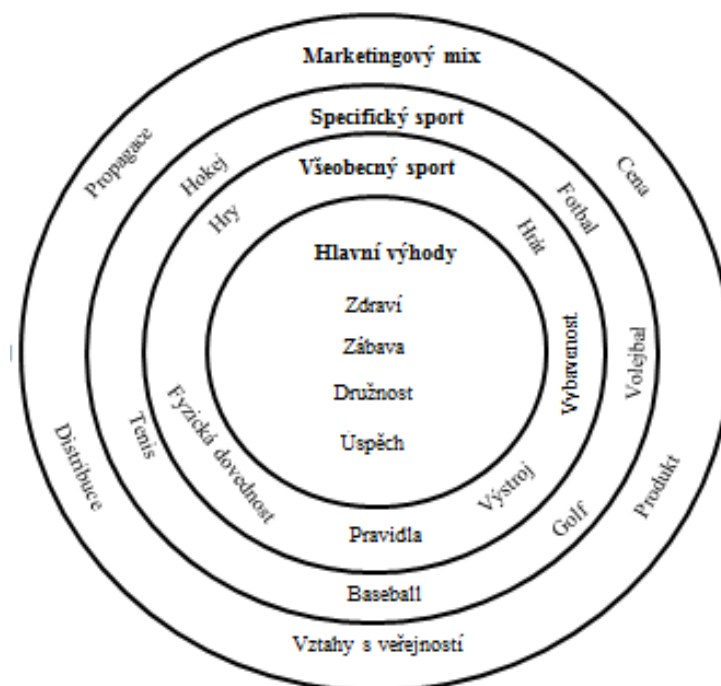 Marketingový mix
Propagace
Cena
Distribuce
Produkt
Vztahy s veřejností
Specifický sport
Hokej
Fotbal
Volejbal
Tenis
Golf
Baseball
Všeobecný sport
Hry
Hrát
Vybavenost
Fyzická dovednost
Výstroj
Pravidla
Hlavní výhody
Zdraví
Zábava
Družnost
Uspěch